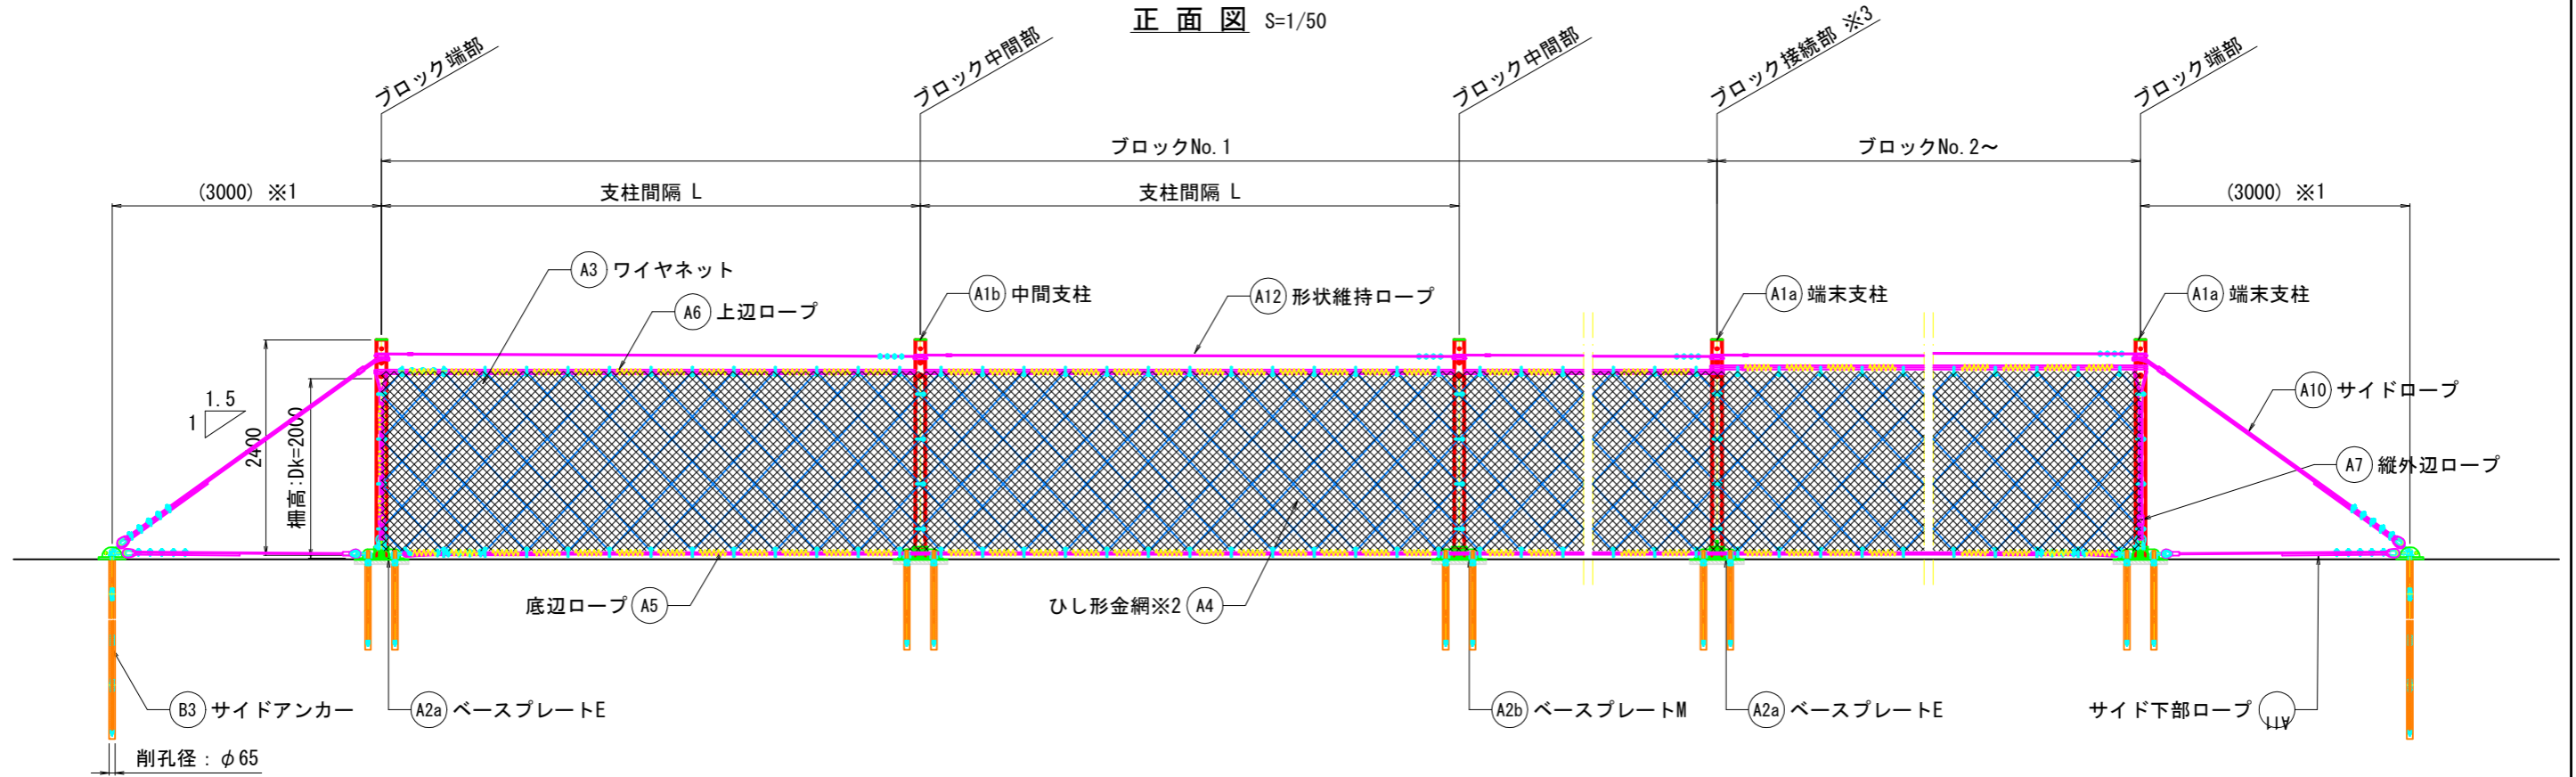 正面図 S=1/50
ブロック端部
ブロック中間部
ブロック中間部
ブロック接続部 ※3
ブロック端部
ブロックNo.1
ブロックNo.2～
(3000) ※1
支柱間隔 L
支柱間隔 L
(3000) ※1
A3 ワイヤネット
A6 上辺ロープ
A1b 中間支柱
A12 形状維持ロープ
A1a 端末支柱
A1a 端末支柱
1.5
1
2400
柵高:Dk=2000
A10 サイドロープ
A7 縦外辺ロープ
底辺ロープ A5
ひし形金網※2 A4
B3 サイドアンカー
A2a ベースプレートE
A2b ベースプレートM
A2a ベースプレートE
サイド下部ロープ A11
削孔径：φ65